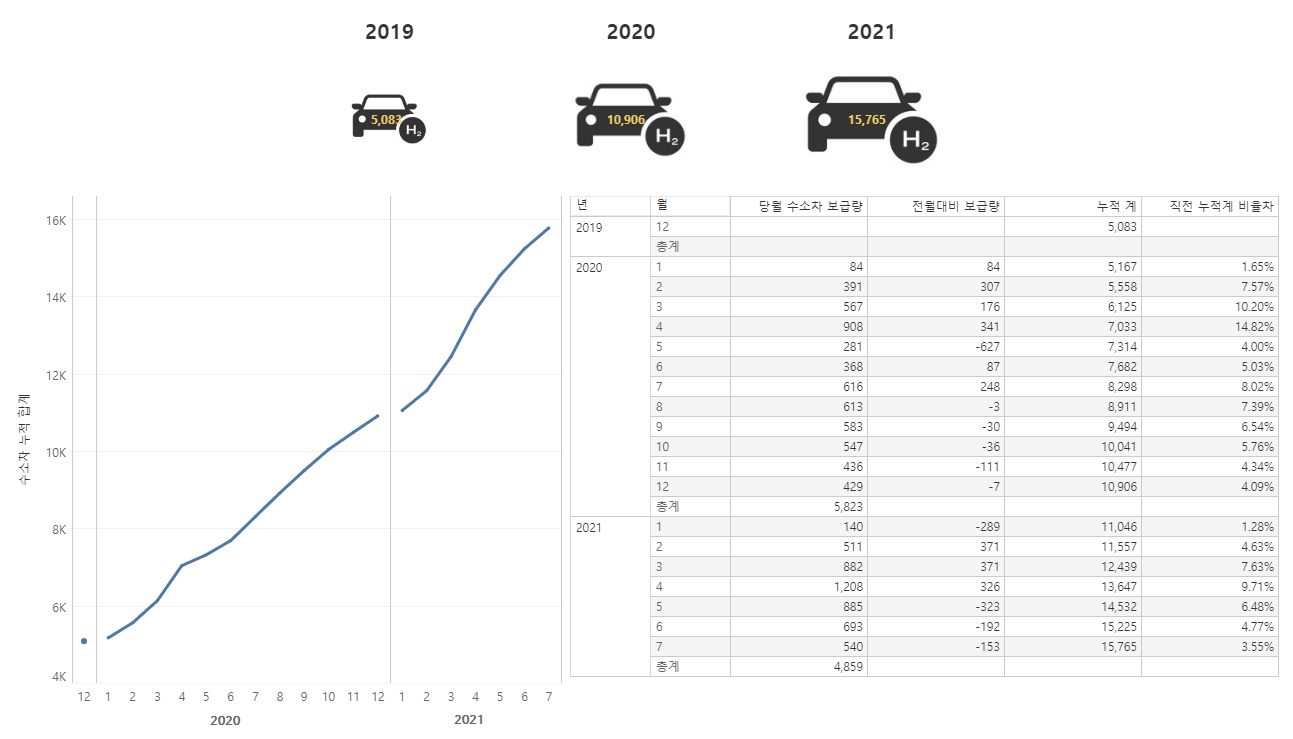 2019 2020 2021
5,083 H₂ 10,906 H₂ 15,765 H₂
수소차 누적 합계
16K
14K
12K
10K
8K
6K
4K
12 1 2 3 4 5 6 7 8 9 10 11 12 1 2 3 4 5 6 7
2020 2021
년 월 당월 수소차 보급량 전월대비 보급량 누적 계 직전 누적계 비율차
2019 12 5,083
총계
2020 1 84 84 5,167 1.65%
2 391 307 5,558 7.57%
3 567 176 6,125 10.20%
4 908 341 7,033 14.82%
5 281 -627 7,314 4.00%
6 368 87 7,682 5.03%
7 616 248 8,298 8.02%
8 613 -3 8,911 7.39%
9 583 -30 9,494 6.54%
10 547 -36 10,041 5.76%
11 436 -111 10,477 4.34%
12 429 -7 10,906 4.09%
총계 5,823
2021 1 140 -289 11,046 1.28%
2 511 371 11,557 4.63%
3 882 371 12,439 7.63%
4 1,208 326 13,647 9.71%
5 885 -323 14,532 6.48%
6 693 -192 15,225 4.77%
7 540 -153 15,765 3.55%
총계 4,859